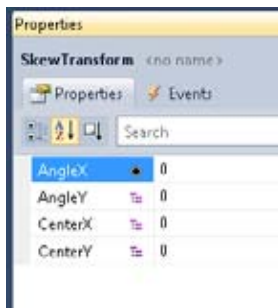 Properties
SkewTransform <no name>
Properties Events
Search
AngleX 0
AngleY 0
CenterX 0
CenterY 0